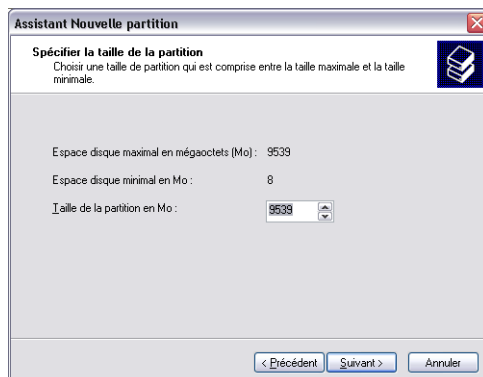 Assistant Nouvelle partition
Spécifier la taille de la partition
Choisir une taille de partition qui est comprise entre la taille maximale et la taille
minimale.
Espace disque maximal en mégaoctets (Mo) : 9539
Espace disque minimal en Mo : 8
Taille de la partition en Mo : 9539
< Précédent Suivant > Annuler